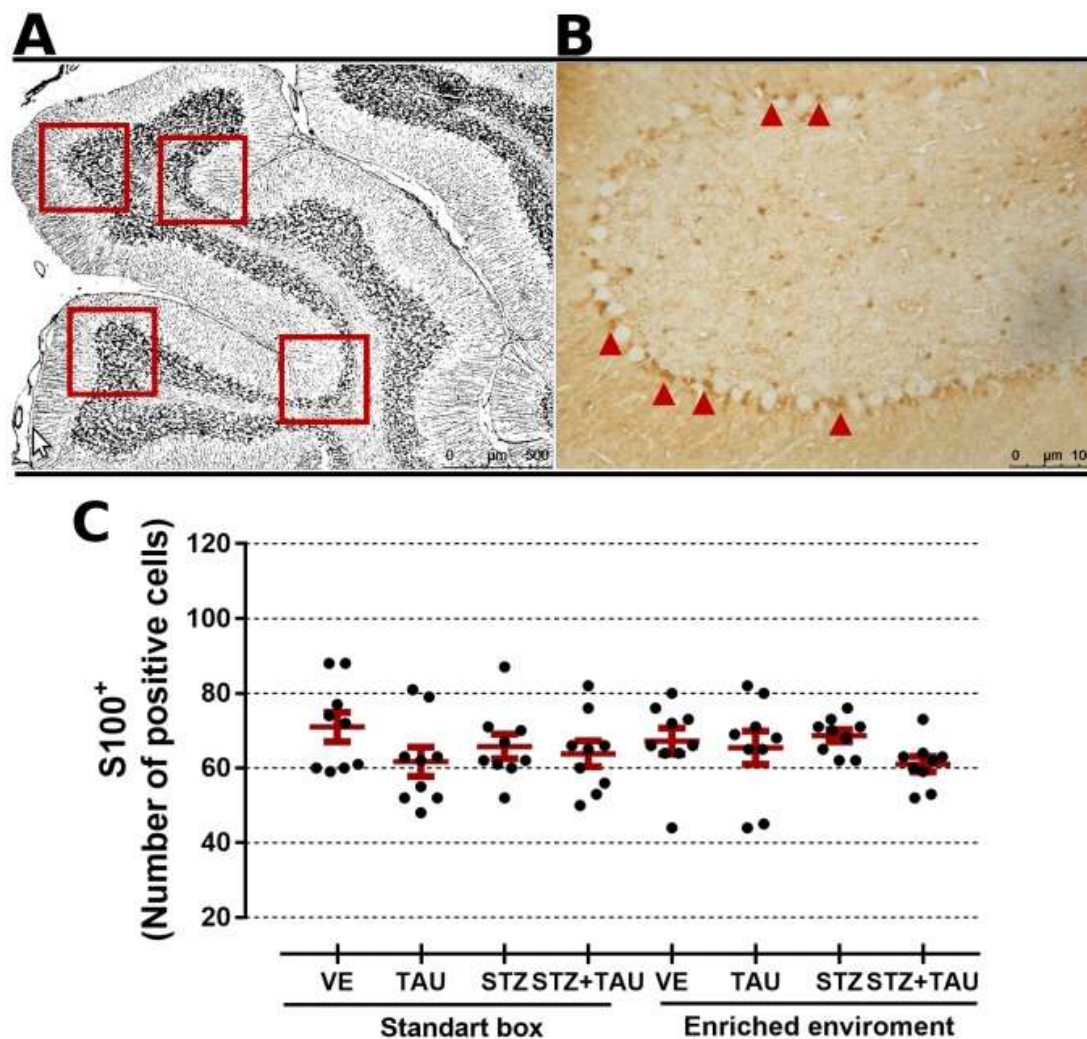 A
B
0 µm 500
0 µm 100
C
S100⁺
(Number of positive cells)
120
100
80
60
40
20
VE TAU STZ STZ+TAU VE TAU STZ STZ+TAU
Standart box Enriched enviroment